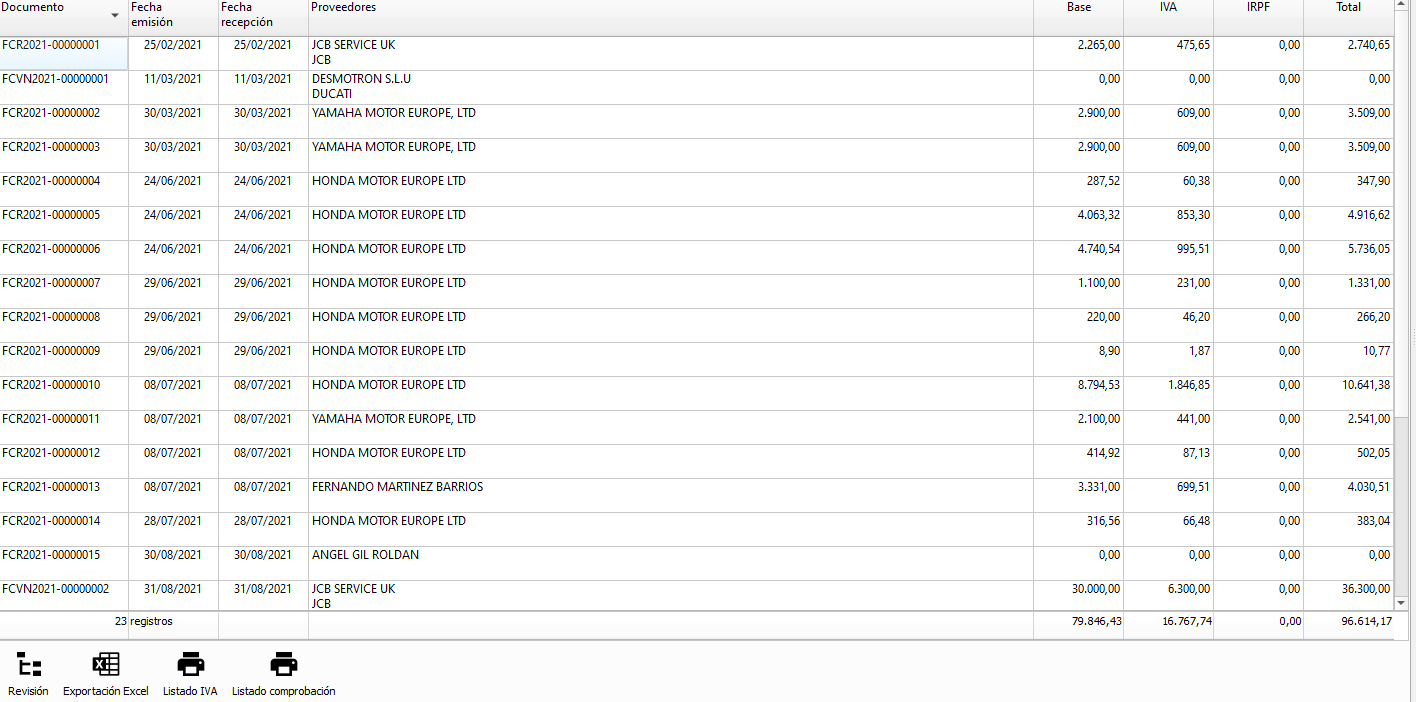 Documento Fecha emisión Fecha recepción Proveedores Base IVA IRPF Total
FCR2021-00000001 25/02/2021 25/02/2021 JCB SERVICE UK 2.265,00 475,65 0,00 2.740,65
JCB
FCVN2021-00000001 11/03/2021 11/03/2021 DESMOTRON S.L.U 0,00 0,00 0,00 0,00
DUCATI
FCR2021-00000002 30/03/2021 30/03/2021 YAMAHA MOTOR EUROPE, LTD 2.900,00 609,00 0,00 3.509,00
FCR2021-00000003 30/03/2021 30/03/2021 YAMAHA MOTOR EUROPE, LTD 2.900,00 609,00 0,00 3.509,00
FCR2021-00000004 24/06/2021 24/06/2021 HONDA MOTOR EUROPE LTD 287,52 60,38 0,00 347,90
FCR2021-00000005 24/06/2021 24/06/2021 HONDA MOTOR EUROPE LTD 4.063,32 853,30 0,00 4.916,62
FCR2021-00000006 24/06/2021 24/06/2021 HONDA MOTOR EUROPE LTD 4.740,54 995,51 0,00 5.736,05
FCR2021-00000007 29/06/2021 29/06/2021 HONDA MOTOR EUROPE LTD 1.100,00 231,00 0,00 1.331,00
FCR2021-00000008 29/06/2021 29/06/2021 HONDA MOTOR EUROPE LTD 220,00 46,20 0,00 266,20
FCR2021-00000009 29/06/2021 29/06/2021 HONDA MOTOR EUROPE LTD 8,90 1,87 0,00 10,77
FCR2021-00000010 08/07/2021 08/07/2021 HONDA MOTOR EUROPE LTD 8.794,53 1.846,85 0,00 10.641,38
FCR2021-00000011 08/07/2021 08/07/2021 YAMAHA MOTOR EUROPE, LTD 2.100,00 441,00 0,00 2.541,00
FCR2021-00000012 08/07/2021 08/07/2021 HONDA MOTOR EUROPE LTD 414,92 87,13 0,00 502,05
FCR2021-00000013 08/07/2021 08/07/2021 FERNANDO MARTINEZ BARRIOS 3.331,00 699,51 0,00 4.030,51
FCR2021-00000014 28/07/2021 28/07/2021 HONDA MOTOR EUROPE LTD 316,56 66,48 0,00 383,04
FCR2021-00000015 30/08/2021 30/08/2021 ANGEL GIL ROLDAN 0,00 0,00 0,00 0,00
FCVN2021-00000002 31/08/2021 31/08/2021 JCB SERVICE UK 30.000,00 6.300,00 0,00 36.300,00
JCB
23 registros 79.846,43 16.767,74 0,00 96.614,17
Revisión Exportación Excel Listado IVA Listado comprobación